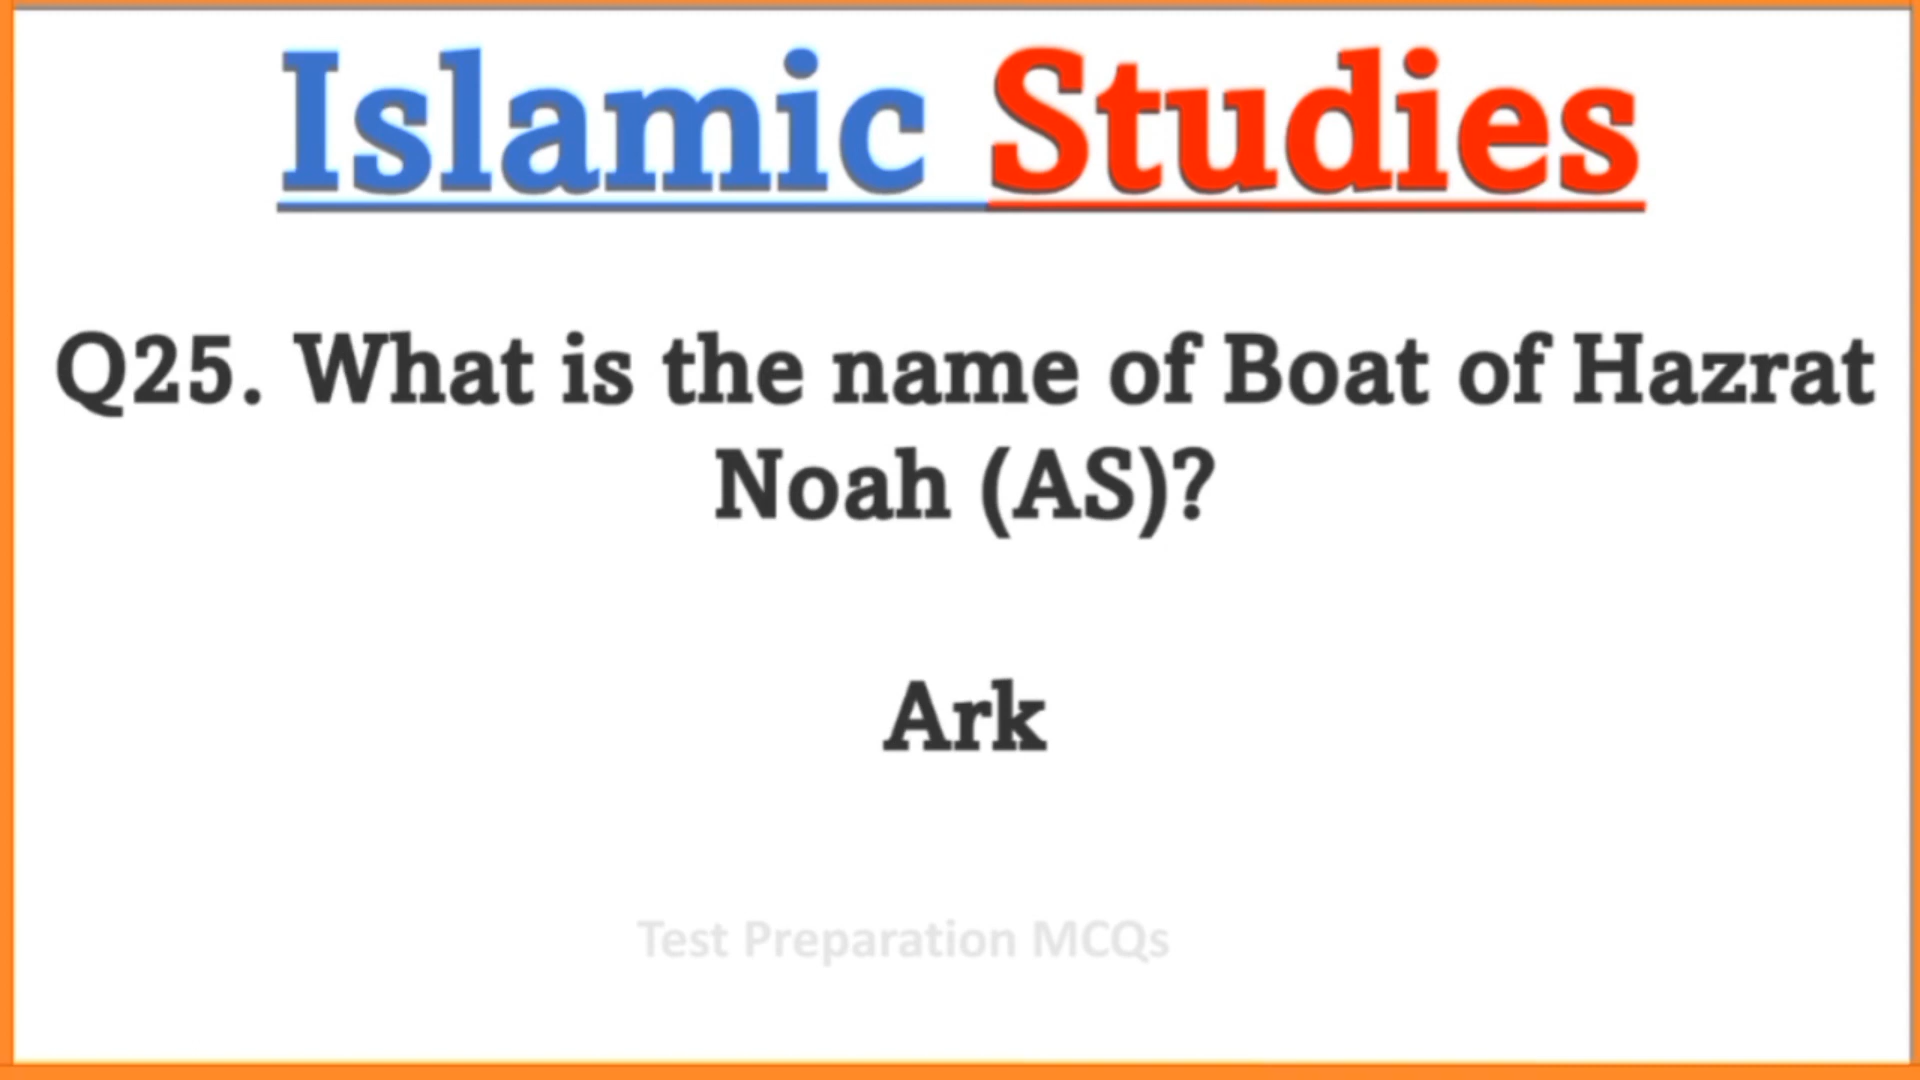 Islamic Studies
Q25. What is the name of Boat of Hazrat
Noah (AS)?
Ark
Test Preparation MCQs